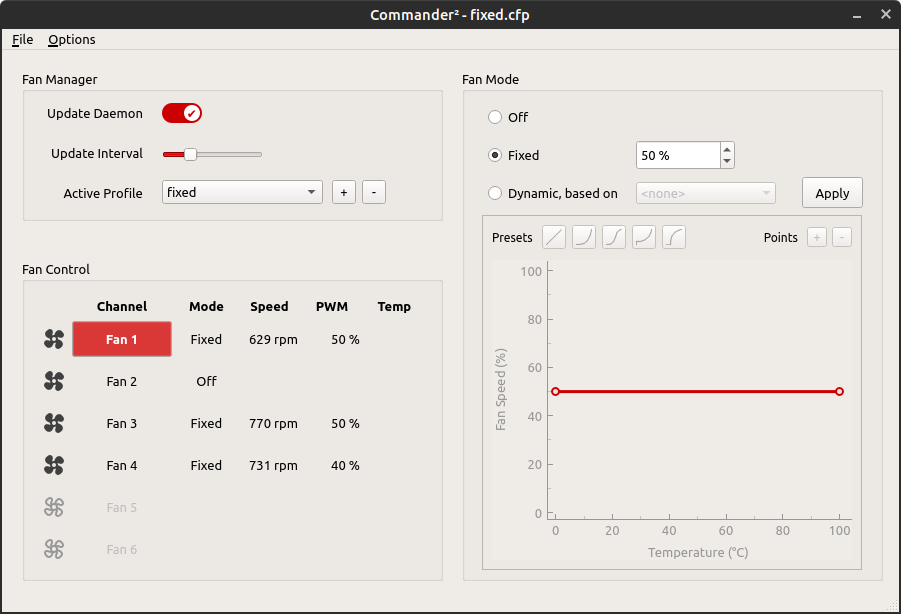 Commander² - fixed.cfp
File Options
Fan Manager
Update Daemon
Update Interval
Active Profile fixed + -
Fan Control
Channel Mode Speed PWM Temp
Fan 1 Fixed 629 rpm 50 %
Fan 2 Off
Fan 3 Fixed 770 rpm 50 %
Fan 4 Fixed 731 rpm 40 %
Fan 5
Fan 6
Fan Mode
Off
Fixed 50 %
Dynamic, based on <none> Apply
Presets Points + -
100
80
60
40
20
0
Fan Speed (%)
0 20 40 60 80 100
Temperature (°C)